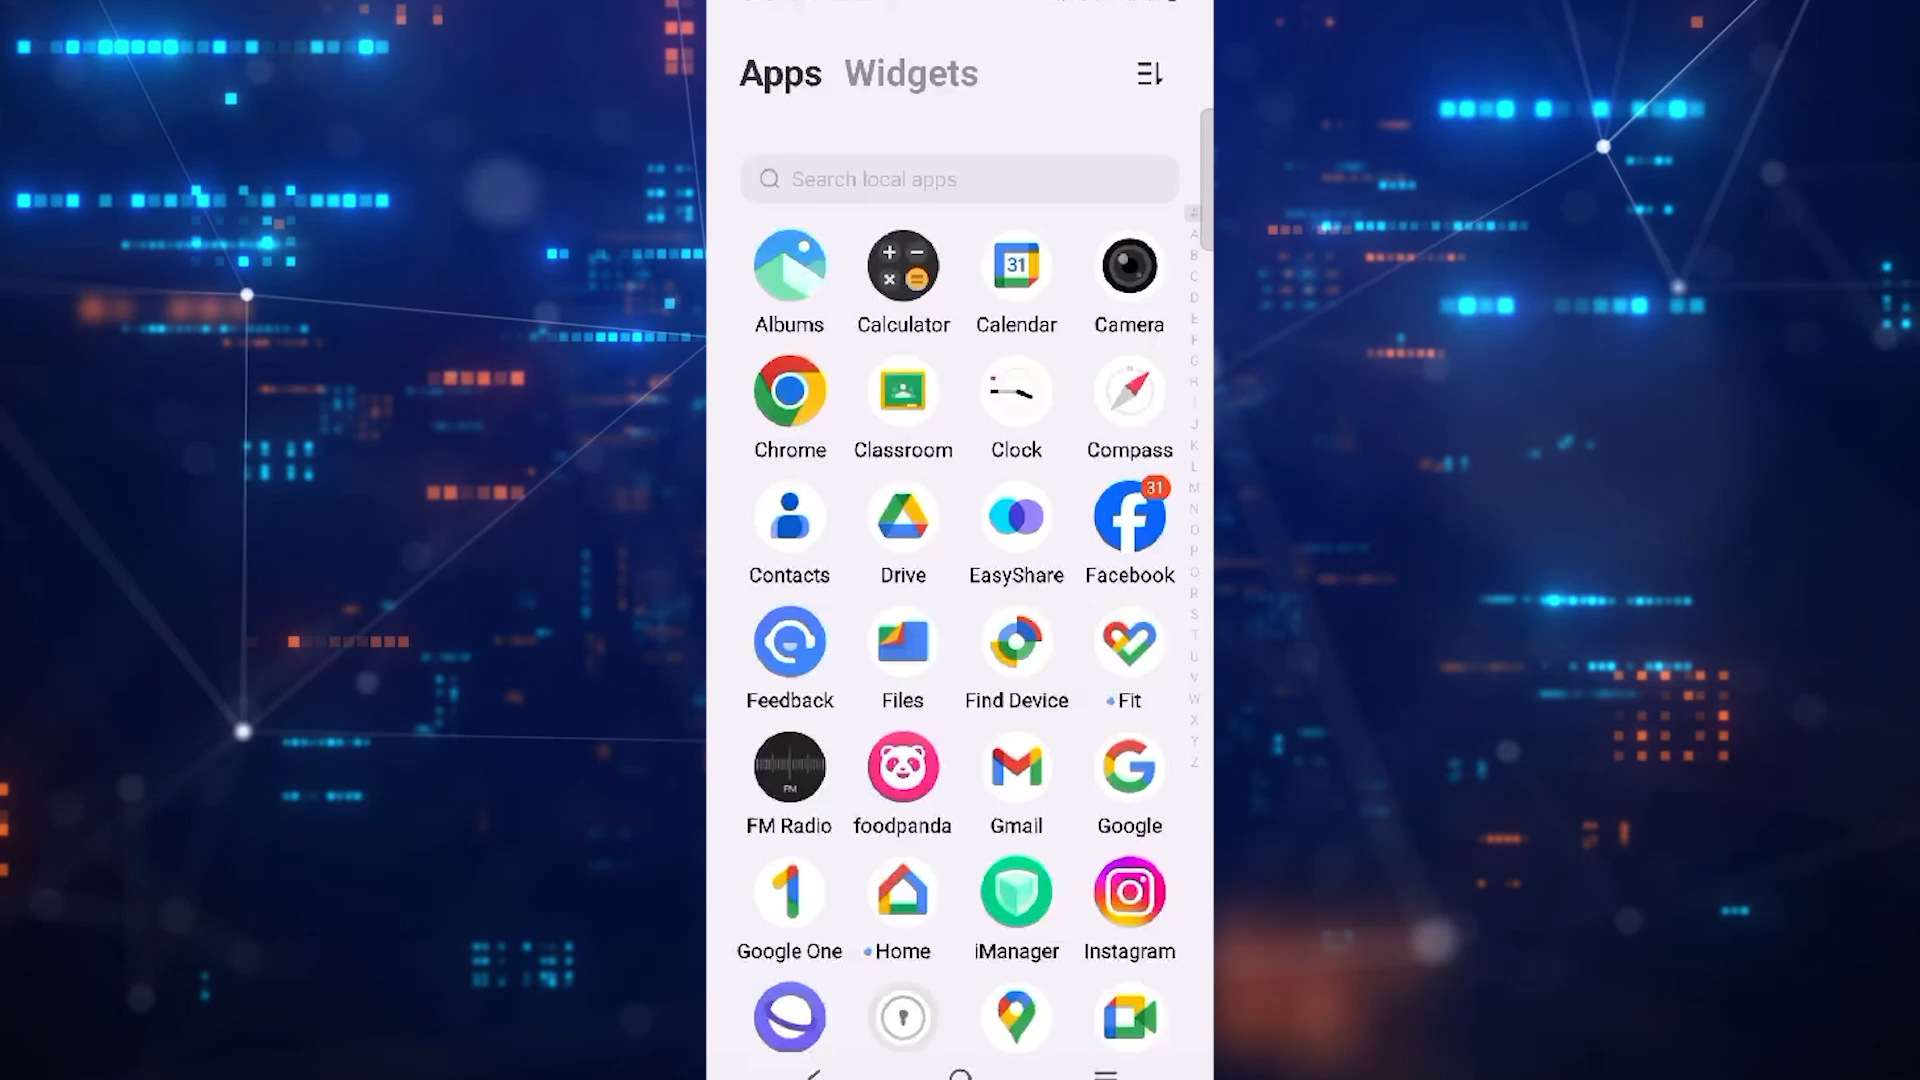 Apps Widgets
Search local apps
31
Albums Calculator Calendar Camera
N
Chrome Classroom Clock Compass
31
Contacts Drive EasyShare Facebook
Feedback Files Find Device Fit
FM
FM Radio foodpanda Gmail Google
Google One Home iManager Instagram
#
A
B
C
D
E
F
G
H
I
J
K
L
M
N
O
P
Q
R
S
T
U
V
W
X
Y
Z